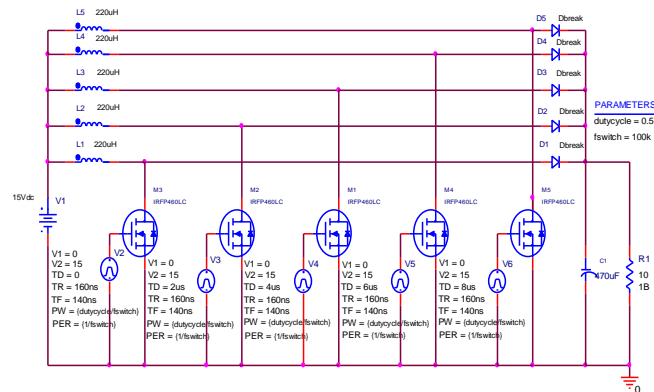 L5 220uH D5 Dbreak
L4 220uH D4 Dbreak
L3 220uH D3 Dbreak
L2 220uH D2 Dbreak
L1 220uH D1 Dbreak
PARAMETERS
dutycycle = 0.5
fswitch = 100k
15Vdc V1
M3
IRFP460LC
M2
IRFP460LC
M1
IRFP460LC
M4
IRFP460LC
M5
IRFP460LC
V2
V1 = 0
V2 = 15
TD = 0
TR = 160ns
TF = 140ns
PW = {dutycycle/fswitch}
PER = {1/fswitch}
V3
V1 = 0
V2 = 15
TD = 2us
TR = 160ns
TF = 140ns
PW = {dutycycle/fswitch}
PER = {1/fswitch}
V4
V1 = 0
V2 = 15
TD = 4us
TR = 160ns
TF = 140ns
PW = {dutycycle/fswitch}
PER = {1/fswitch}
V5
V1 = 0
V2 = 15
TD = 6us
TR = 160ns
TF = 140ns
PW = {dutycycle/fswitch}
PER = {1/fswitch}
V6
V1 = 0
V2 = 15
TD = 8us
TR = 160ns
TF = 140ns
PW = {dutycycle/fswitch}
PER = {1/fswitch}
C1
470uF
R1
10
1B
0